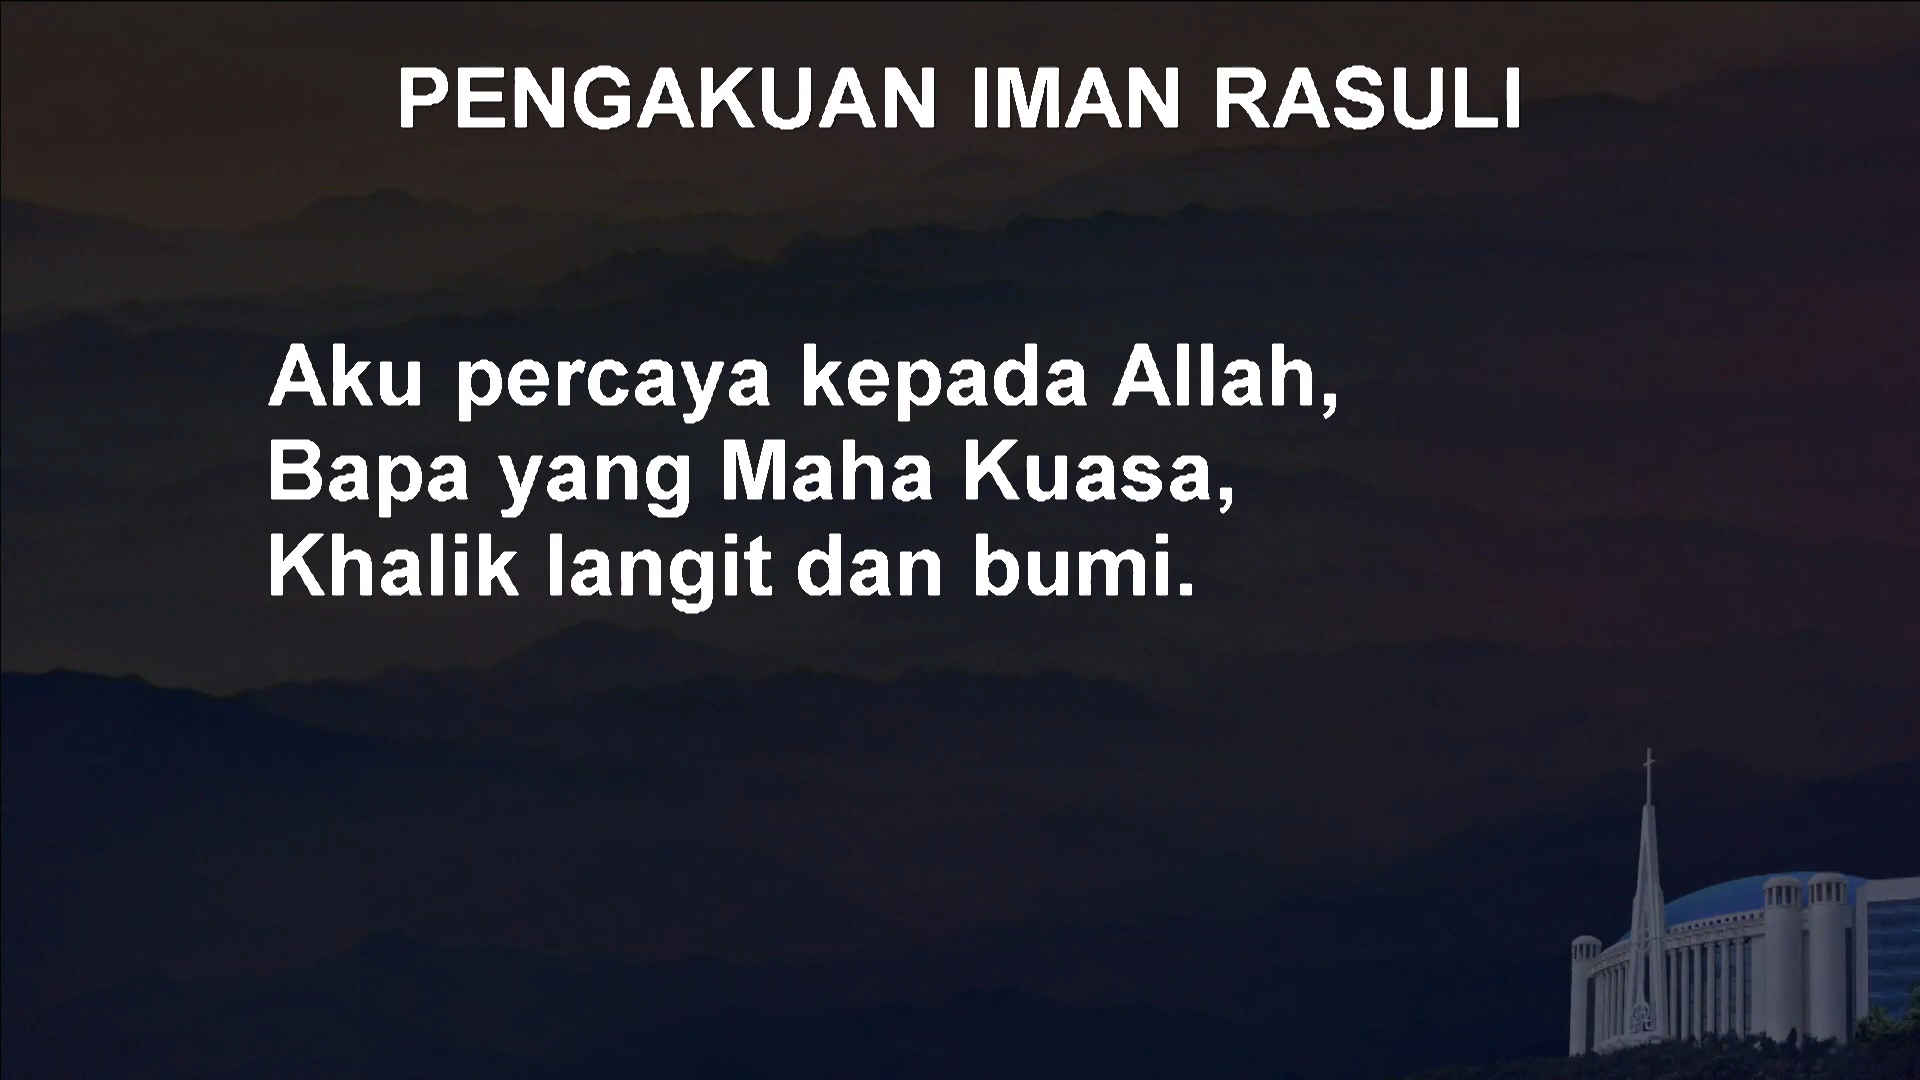 PENGAKUAN IMAN RASULI
Aku percaya kepada Allah,
Bapa yang Maha Kuasa,
Khalik langit dan bumi.